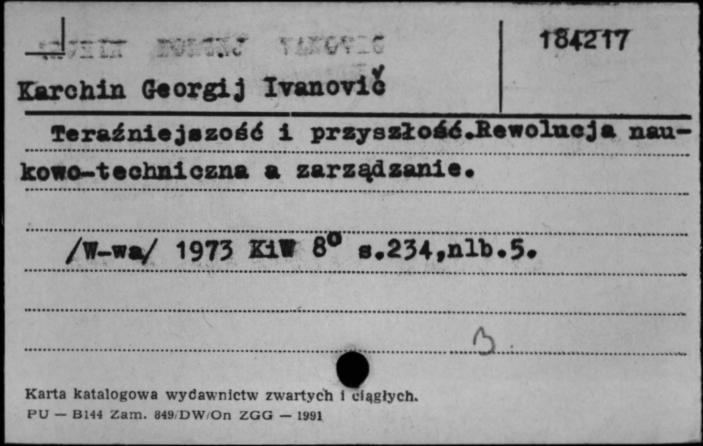 184217
Karchin Georgij Ivanovič
Teraźniejszość i przyszłość.Rewolucja nau-
kowo-techniczna a zarządzanie.
/W-wa/ 1973 KiW 8⁰ s.234,nlb.5.
B
Karta katalogowa wydawnictw zwartych i ciągłych.
PU — B144 Zam. 849/DW/On ZGG — 1991